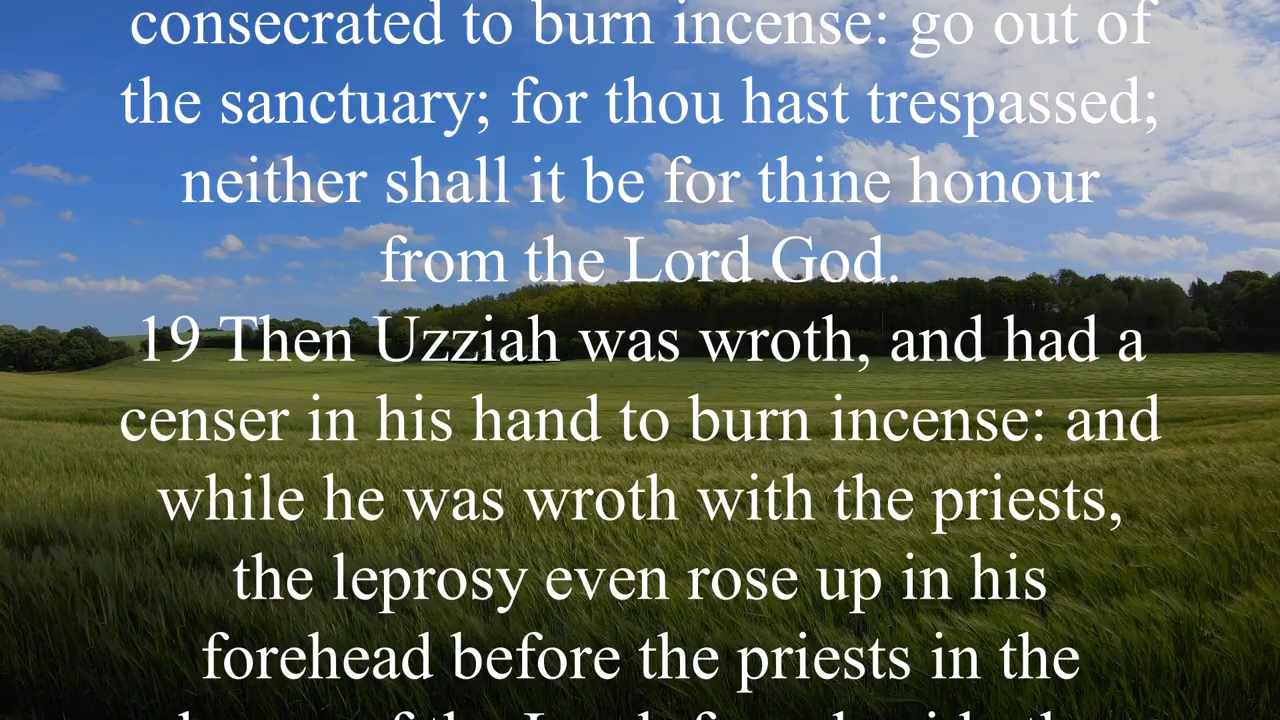 consecrated to burn incense: go out of
the sanctuary; for thou hast trespassed;
neither shall it be for thine honour
from the Lord God.
19 Then Uzziah was wroth, and had a
censer in his hand to burn incense: and
while he was wroth with the priests,
the leprosy even rose up in his
forehead before the priests in the